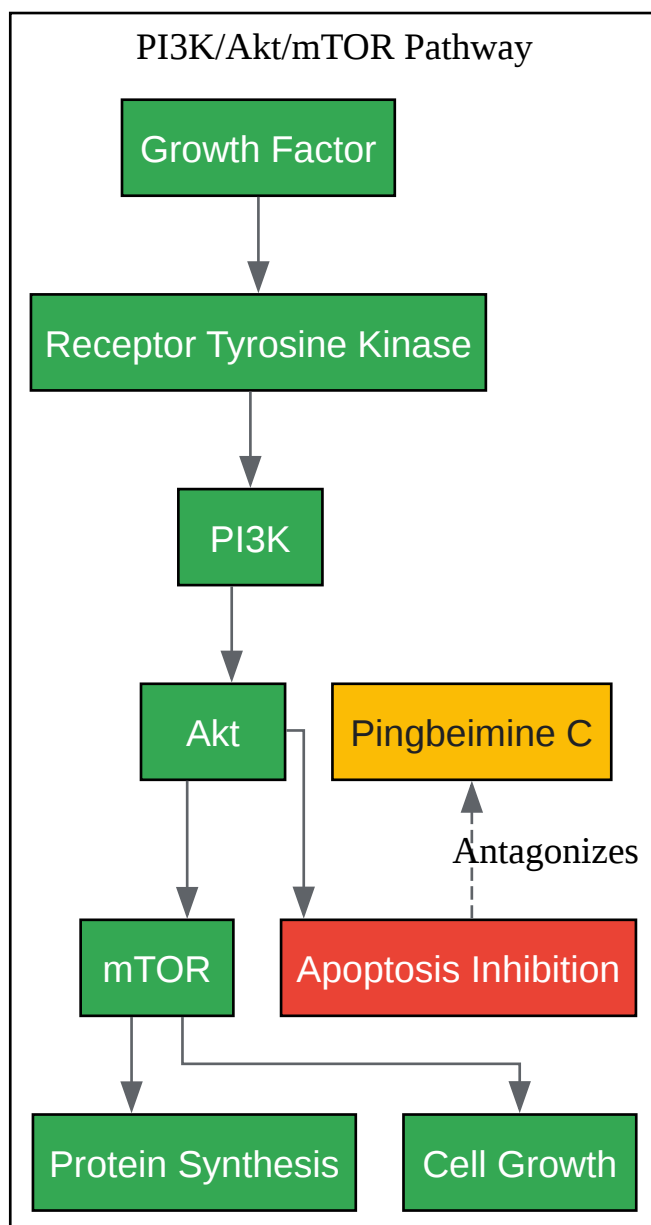 PI3K/Akt/mTOR Pathway
Growth Factor
Receptor Tyrosine Kinase
PI3K
Akt
Pingbeimine C
Antagonizes
mTOR
Apoptosis Inhibition
Protein Synthesis
Cell Growth